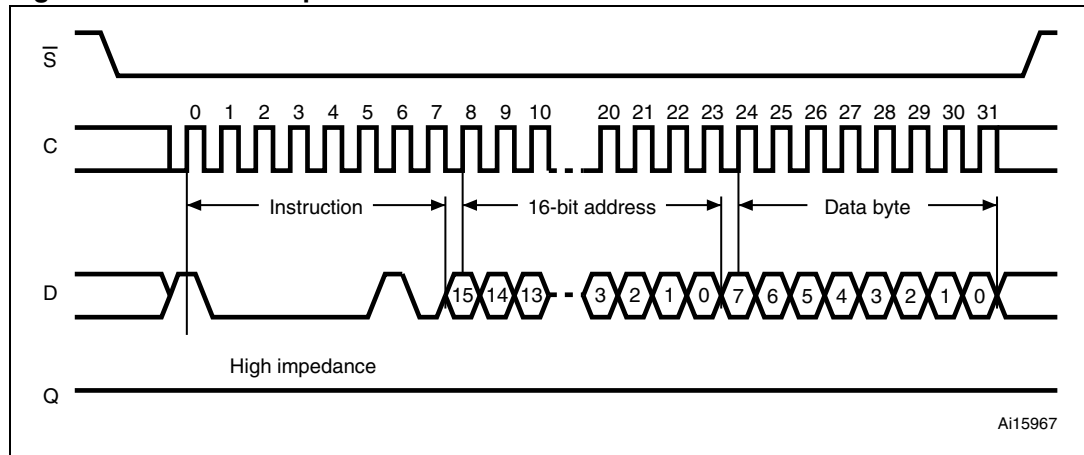 S
0 1 2 3 4 5 6 7 8 9 10 20 21 22 23 24 25 26 27 28 29 30 31
C
Instruction 16-bit address Data byte
D
15 14 13 3 2 1 0 7 6 5 4 3 2 1 0
High impedance
Q
Ai15967